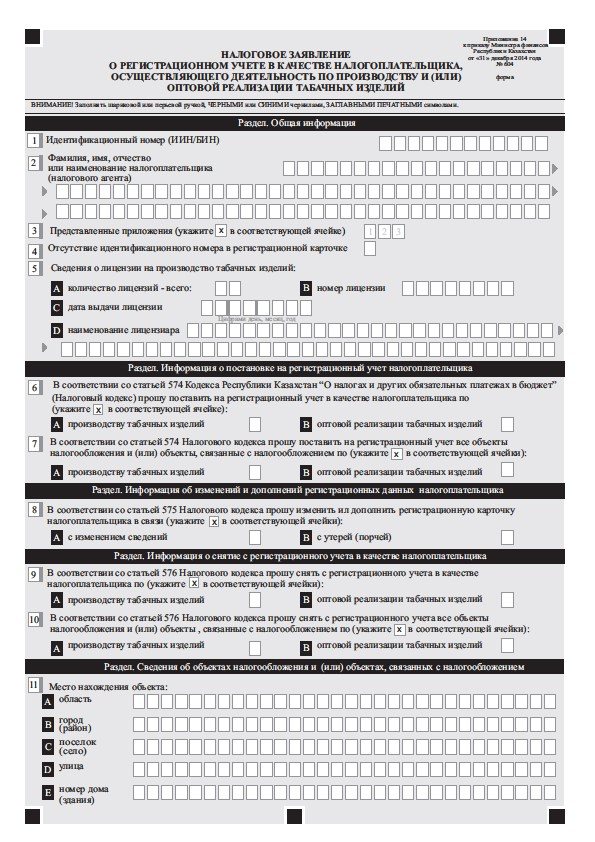 Приложение 14
к приказу Министра финансов
Республики Казахстан
от «31» декабря 2014 года
№ 604
форма
НАЛОГОВОЕ ЗАЯВЛЕНИЕ
О РЕГИСТРАЦИОННОМ УЧЕТЕ В КАЧЕСТВЕ НАЛОГОПЛАТЕЛЬЩИКА,
ОСУЩЕСТВЛЯЮЩЕГО ДЕЯТЕЛЬНОСТЬ ПО ПРОИЗВОДСТВУ И (ИЛИ)
ОПТОВОЙ РЕАЛИЗАЦИИ ТАБАЧНЫХ ИЗДЕЛИЙ
ВНИМАНИЕ! Заполнять шариковой или перьевой ручкой, ЧЕРНЫМИ или СИНИМИ чернилами, ЗАГЛАВНЫМИ ПЕЧАТНЫМИ символами.
Раздел. Общая информация
1 Идентификационный номер (ИИН/БИН)
2 Фамилия, имя, отчество
или наименование налогоплательщика
(налогового агента)
3 Представленные приложения (укажите X в соответствующей ячейке) 1 2 3
4 Отсутствие идентификационного номера в регистрационной карточке
5 Сведения о лицензии на производство табачных изделий:
A количество лицензий - всего: B номер лицензии
C дата выдачи лицензии
Цифрами день, месяц, год
D наименование лицензиара
Раздел. Информация о постановке на регистрационный учет налогоплательщика
6 В соответствии со статьей 574 Кодекса Республики Казахстан “О налогах и других обязательных платежах в бюджет”
(Налоговый кодекс) прошу поставить на регистрационный учет в качестве налогоплательщика по
(укажите X в соответствующей ячейке):
A производству табачных изделий B оптовой реализации табачных изделий
7 В соответствии со статьей 574 Налогового кодекса прошу поставить на регистрационный учет все объекты
налогообложения и (или) объекты, связанные с налогообложением по (укажите X в соответствующей ячейки):
A производству табачных изделий B оптовой реализации табачных изделий
Раздел. Информация об изменений и дополнений регистрационных данных налогоплательщика
8 В соответствии со статьей 575 Налогового кодекса прошу изменить ил дополнить регистрационную карточку
налогоплательщика в связи (укажите X в соответствующей ячейки):
A с изменением сведений B с утерей (порчей)
Раздел. Информация о снятие с регистрационного учета в качестве налогоплательщика
9 В соответствии со статьей 576 Налогового кодекса прошу снять с регистрационного учета в качестве
налогоплательщика по (укажите X в соответствующей ячейки):
A производству табачных изделий B оптовой реализации табачных изделий
10 В соответствии со статьей 576 Налогового кодекса прошу снять с регистрационного учета все объекты
налогообложения и (или) объекты , связанные с налогообложением по (укажите X в соответствующей ячейки):
A производству табачных изделий B оптовой реализации табачных изделий
Раздел. Сведения об объектах налогообложения и (или) объектах, связанных с налогообложением
11 Место нахождения объекта:
A область
B город
(район)
C поселок
(село)
D улица
E номер дома
(здания)